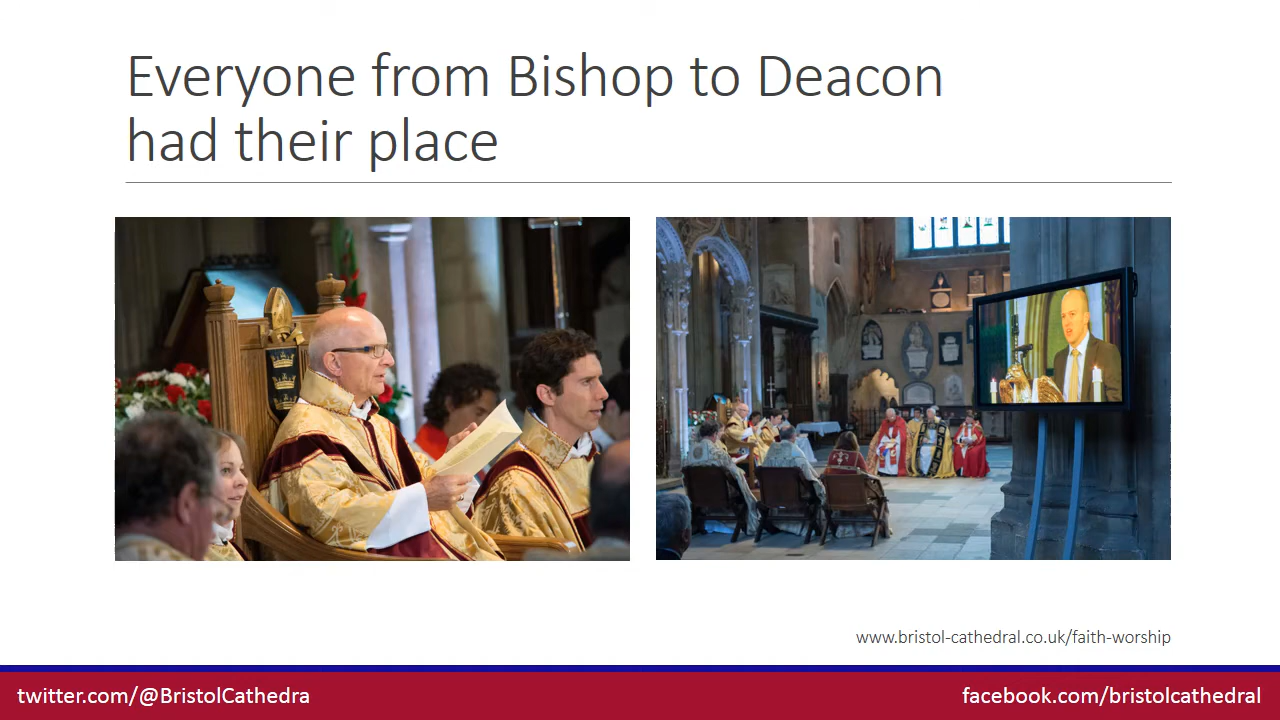 Everyone from Bishop to Deacon
had their place
www.bristol-cathedral.co.uk/faith-worship
twitter.com/@BristolCathedra
facebook.com/bristolcathedral